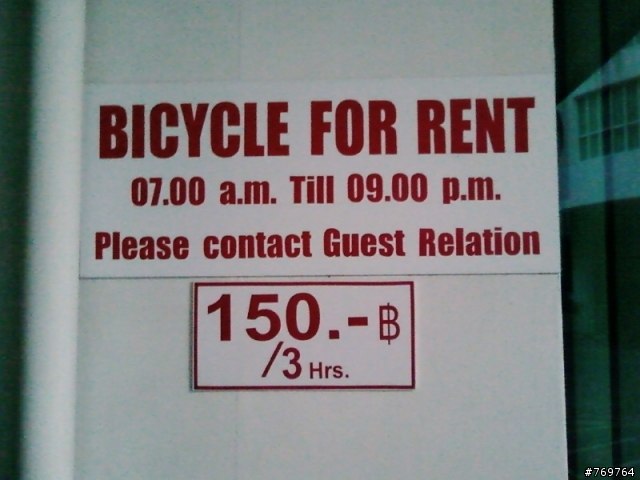 BICYCLE FOR RENT
07.00 a.m. Till 09.00 p.m.
Please contact Guest Relation
150.-฿
/3 Hrs.
#769764